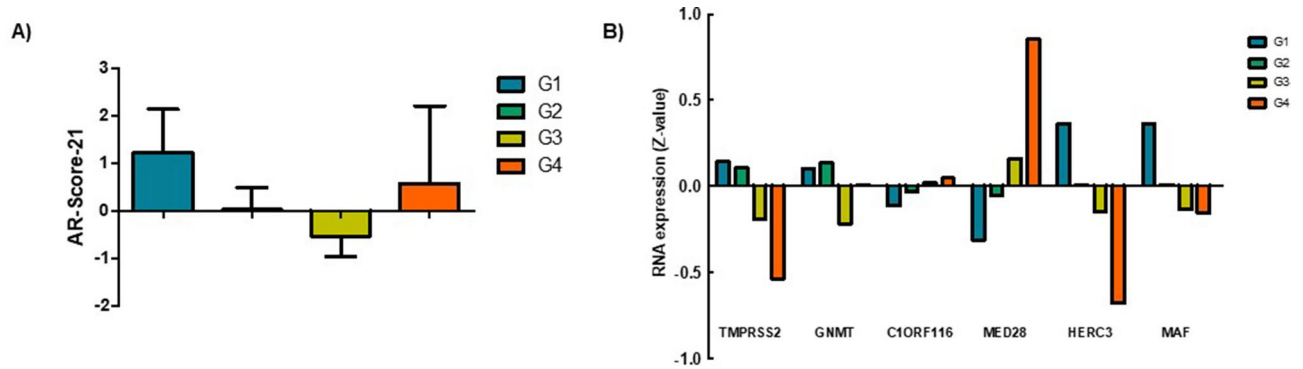 A)
AR-Score-21
3
2
1
0
-1
-2
G1
G2
G3
G4
B)
RNA expression (Z-value)
1.0
0.5
0.0
-0.5
-1.0
TMPRSS2 GNMT C1ORF116 MED28 HERC3 MAF
G1
G2
G3
G4